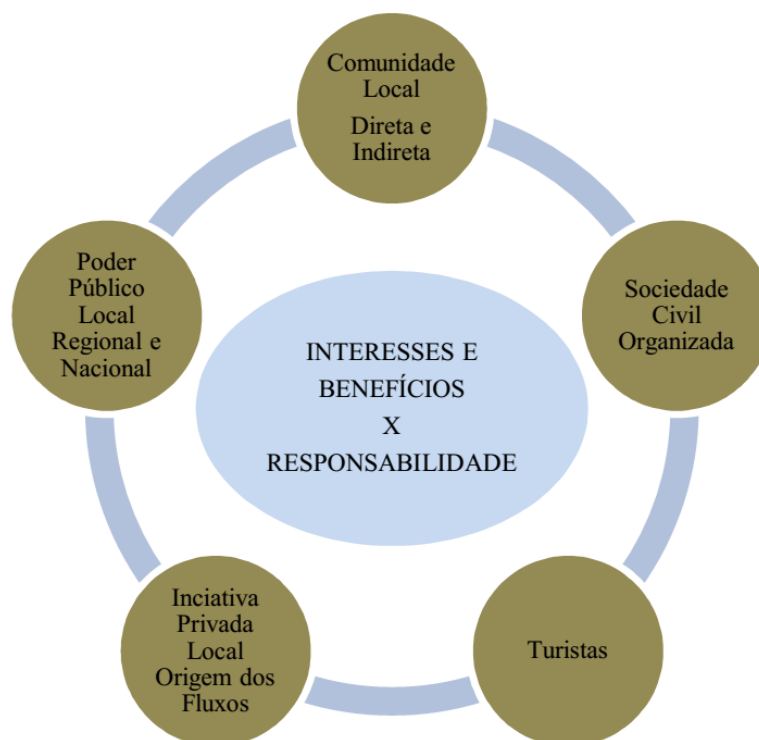 Comunidade
Local
Direta e
Indireta
Sociedade
Civil
Organizada
Turistas
Inciativa
Privada
Local
Origem dos
Fluxos
Poder
Público
Local
Regional e
Nacional
INTERESSES E
BENEFÍCIOS
X
RESPONSABILIDADE